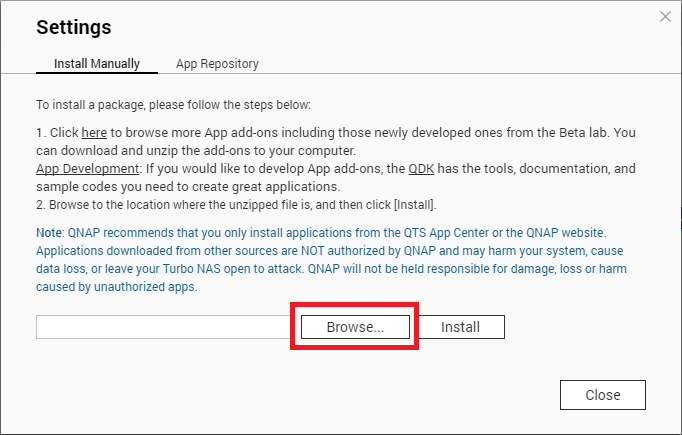 Settings
Install Manually
App Repository
To install a package, please follow the steps below:
1. Click here to browse more App add-ons including those newly developed ones from the Beta lab. You
can download and unzip the add-ons to your computer.
App Development: If you would like to develop App add-ons, the QDK has the tools, documentation, and
sample codes you need to create great applications.
2. Browse to the location where the unzipped file is, and then click [Install].
Note: QNAP recommends that you only install applications from the QTS App Center or the QNAP website.
Applications downloaded from other sources are NOT authorized by QNAP and may harm your system, cause
data loss, or leave your Turbo NAS open to attack. QNAP will not be held responsible for damage, loss or harm
caused by unauthorized apps.
Browse...
Install
Close